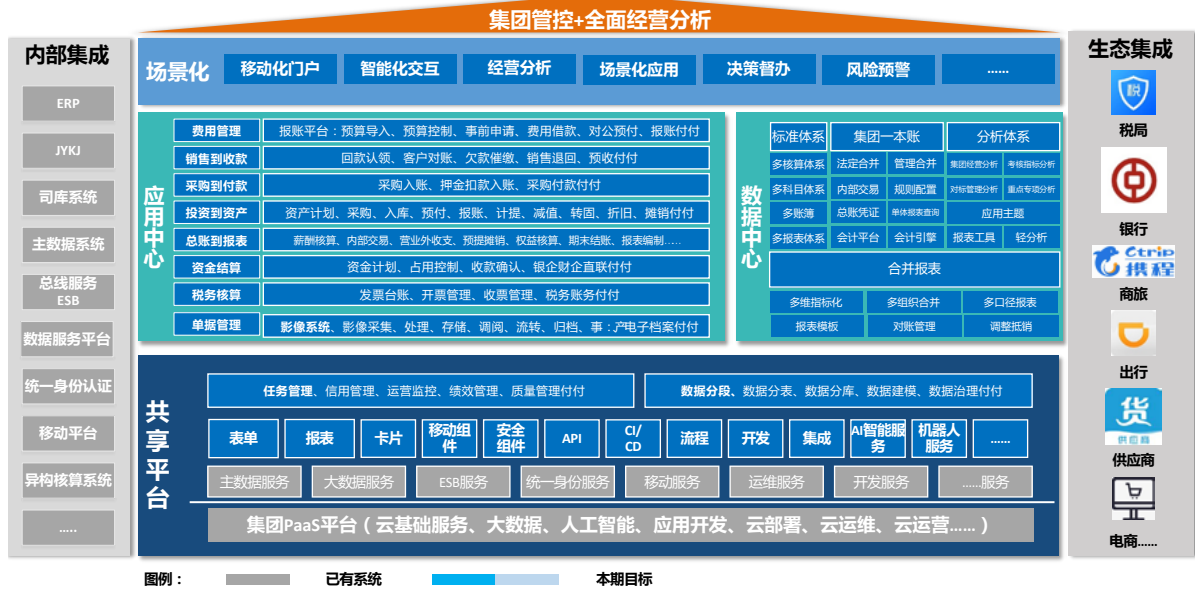 集团管控+全面经营分析
内部集成
ERP
JYKJ
司库系统
主数据系统
总线服务
ESB
数据服务平台
统一身份认证
移动平台
异构核算系统
.....
场景化
移动化门户
智能化交互
经营分析
场景化应用
决策督办
风险预警
......
应用中心
费用管理
报账平台：预算导入、预算控制、事前申请、费用借款、对公预付、报账付付
销售到收款
回款认领、客户对账、欠款催缴、销售退回、预收付付
采购到付款
采购入账、押金扣款入账、采购付款付付
投资到资产
资产计划、采购、入库、预付、报账、计提、减值、转固、折旧、摊销付付
总账到报表
薪酬核算、内部交易、营业外收支、预提摊销、权益核算、期末结账、报表编制......
资金结算
资金计划、占用控制、收款确认、银企财企直联付付
税务核算
发票台账、开票管理、收票管理、税务账务付付
单据管理
影像系统、影像采集、处理、存储、调阅、流转、归档、事：户电子档案付付
数据中心
标准体系
集团一本账
分析体系
多核算体系
法定合并
管理合并
集团经营分析
考核指标分析
多科目体系
内部交易
规则配置
对标管理分析
重点专项分析
多账簿
总账凭证
单体报表查询
应用主题
多报表体系
会计平台
会计引擎
报表工具
轻分析
合并报表
多维指标化
多组织合并
多口径报表
报表模板
对账管理
调整抵销
共享平台
任务管理、信用管理、运营监控、绩效管理、质量管理付付
数据分段、数据分表、数据分库、数据建模、数据治理付付
表单
报表
卡片
移动组
件
安全
组件
API
CI/
CD
流程
开发
集成
AI智能服
务
机器人
服务
......
主数据服务
大数据服务
ESB服务
统一身份服务
移动服务
运维服务
开发服务
......服务
集团PaaS平台（云基础服务、大数据、人工智能、应用开发、云部署、云运维、云运营......）
生态集成
税
税局
银行
Ctrip
携程
商旅
出行
货
供应商
供应商
电商......
图例：
已有系统
本期目标